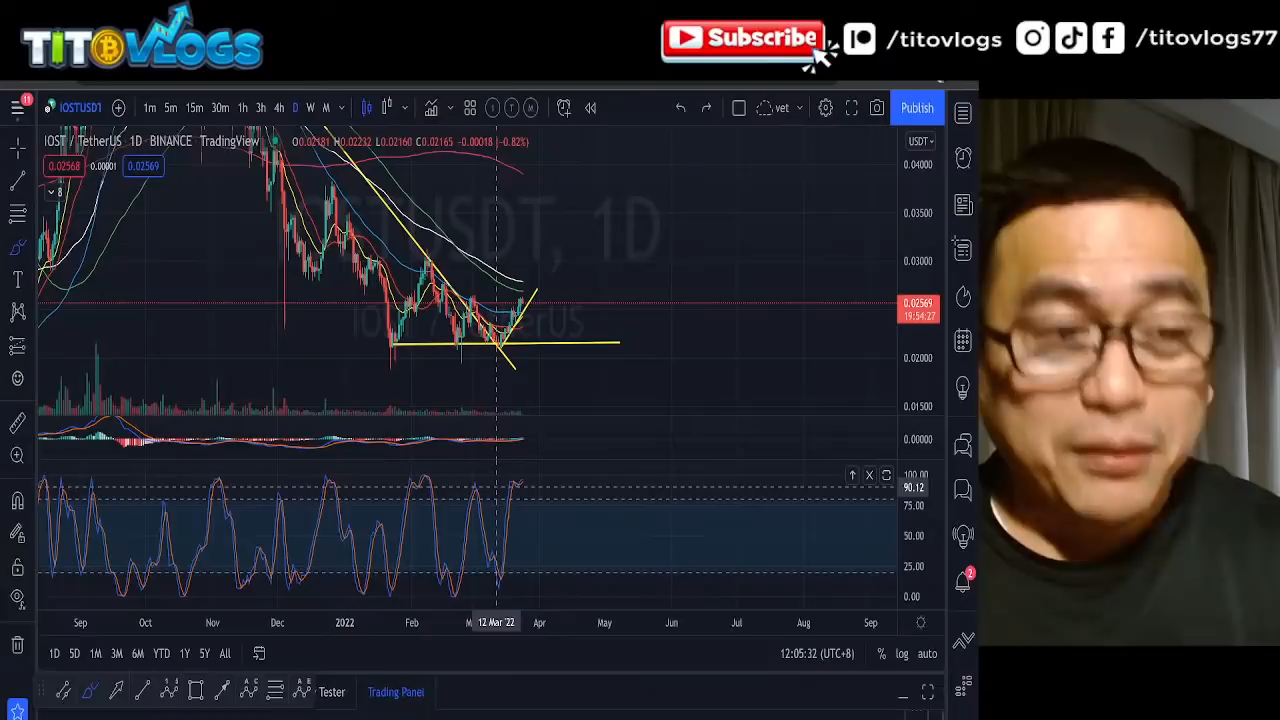 TITOVLOGS
Subscribe
/titovlogs
/titovlogs77
11
IOSTUSD1
1m 5m 15m 30m 1h 3h 4h D W M
vet
Publish
IOST / TetherUS 1D BINANCE TradingView
O0.02181 H0.02232 L0.02160 C0.02165 -0.00018 (-0.82%)
USDT
0.02568 0.00001 0.02569
8
0.04000
0.03500
0.03000
0.02569
19:54:27
0.02000
0.01500
0.00000
100.00
90.12
75.00
50.00
25.00
0.00
2
Sep Oct Nov Dec 2022 Feb 12 Mar '22 Apr May Jun Jul Aug Sep
1D 5D 1M 3M 6M YTD 1Y 5Y All
12:05:32 (UTC+8) % log auto
Tester Trading Panel